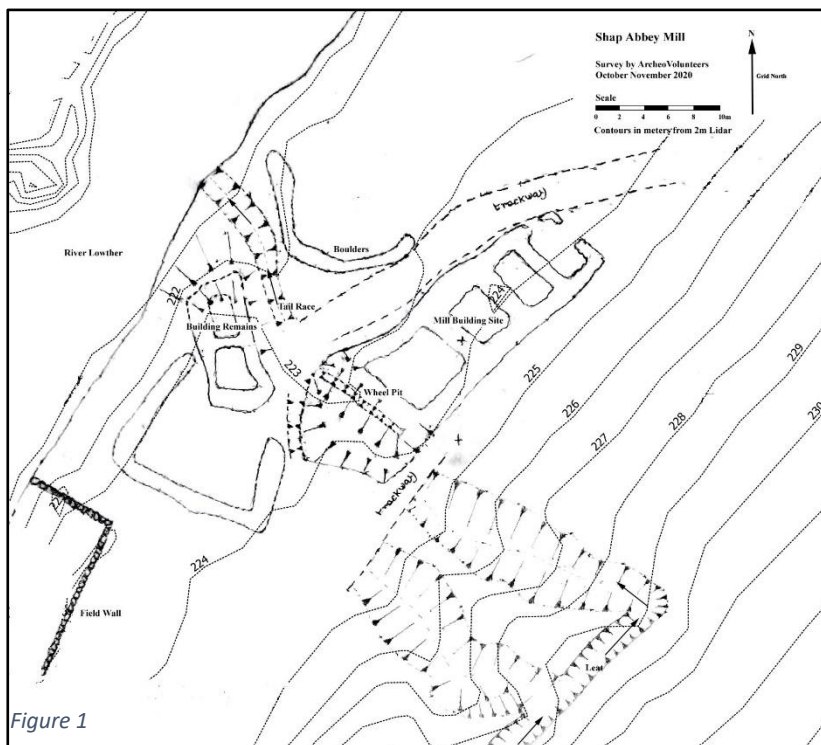 Shap Abbey Mill
N
Survey by ArcheoVolunteers
October November 2020
Grid North
Scale
0 2 4 6 8 10m
Contours in metery from 2m Lidar
trackway
River Lowther
Boulders
222
Tail Race
Mill Building Site
224
Building Remains
223
225
229
Wheel Pit
226
228
227
230
trackway
224
Field Wall
Leat
Figure 1